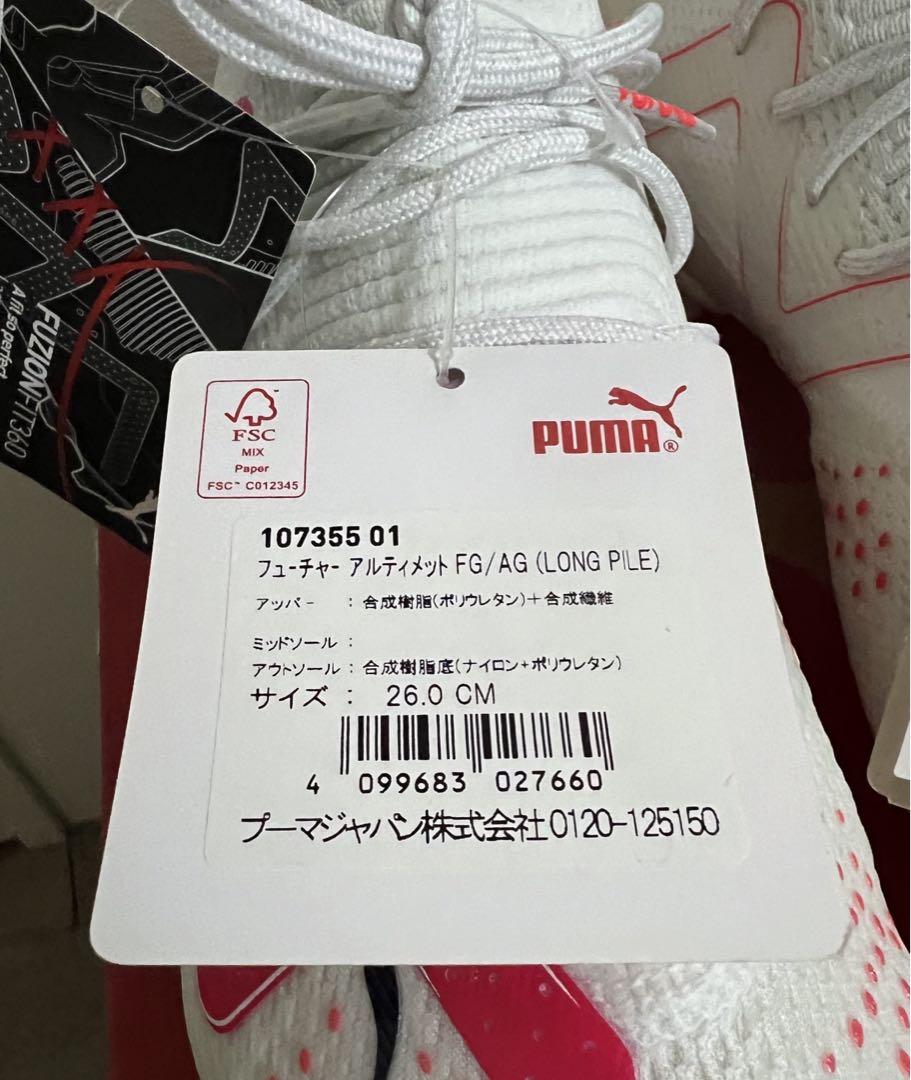 A fit so perfect
FUZIONFIT360
FSC
MIX
Paper
FSC™ C012345
PUMA®
107355 01
フューチャー アルティメット FG/AG (LONG PILE)
アッパー : 合成樹脂(ポリウレタン)+合成繊維
ミッドソール :
アウトソール : 合成樹脂底(ナイロン+ポリウレタン)
サイズ : 26.0 CM
4 099683 027660
プーマジャパン株式会社0120-125150